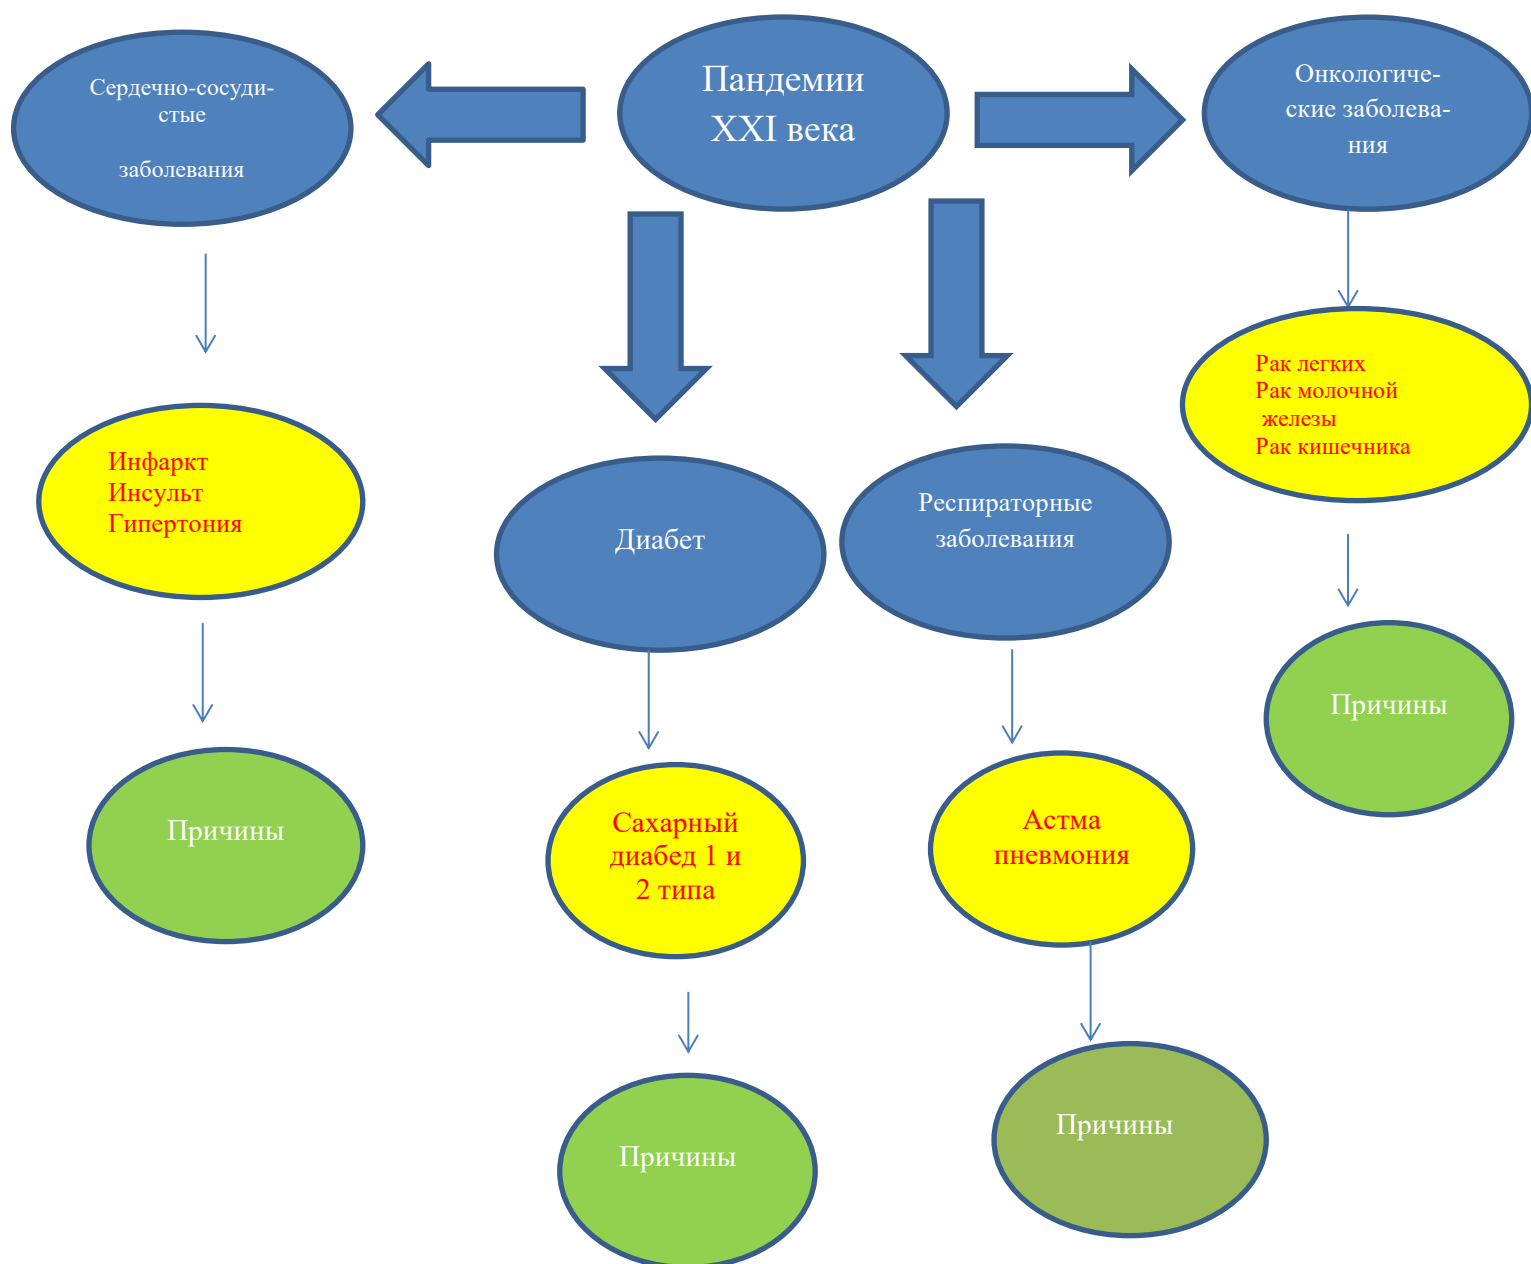 Сердечно-сосуди-
стые
заболевания
Пандемии
XXI века
Онкологиче-
ские заболева-
ния
Инфаркт
Инсульт
Гипертония
Диабет
Респираторные
заболевания
Рак легких
Рак молочной
железы
Рак кишечника
Причины
Сахарный
диабед 1 и
2 типа
Астма
пневмония
Причины
Причины
Причины